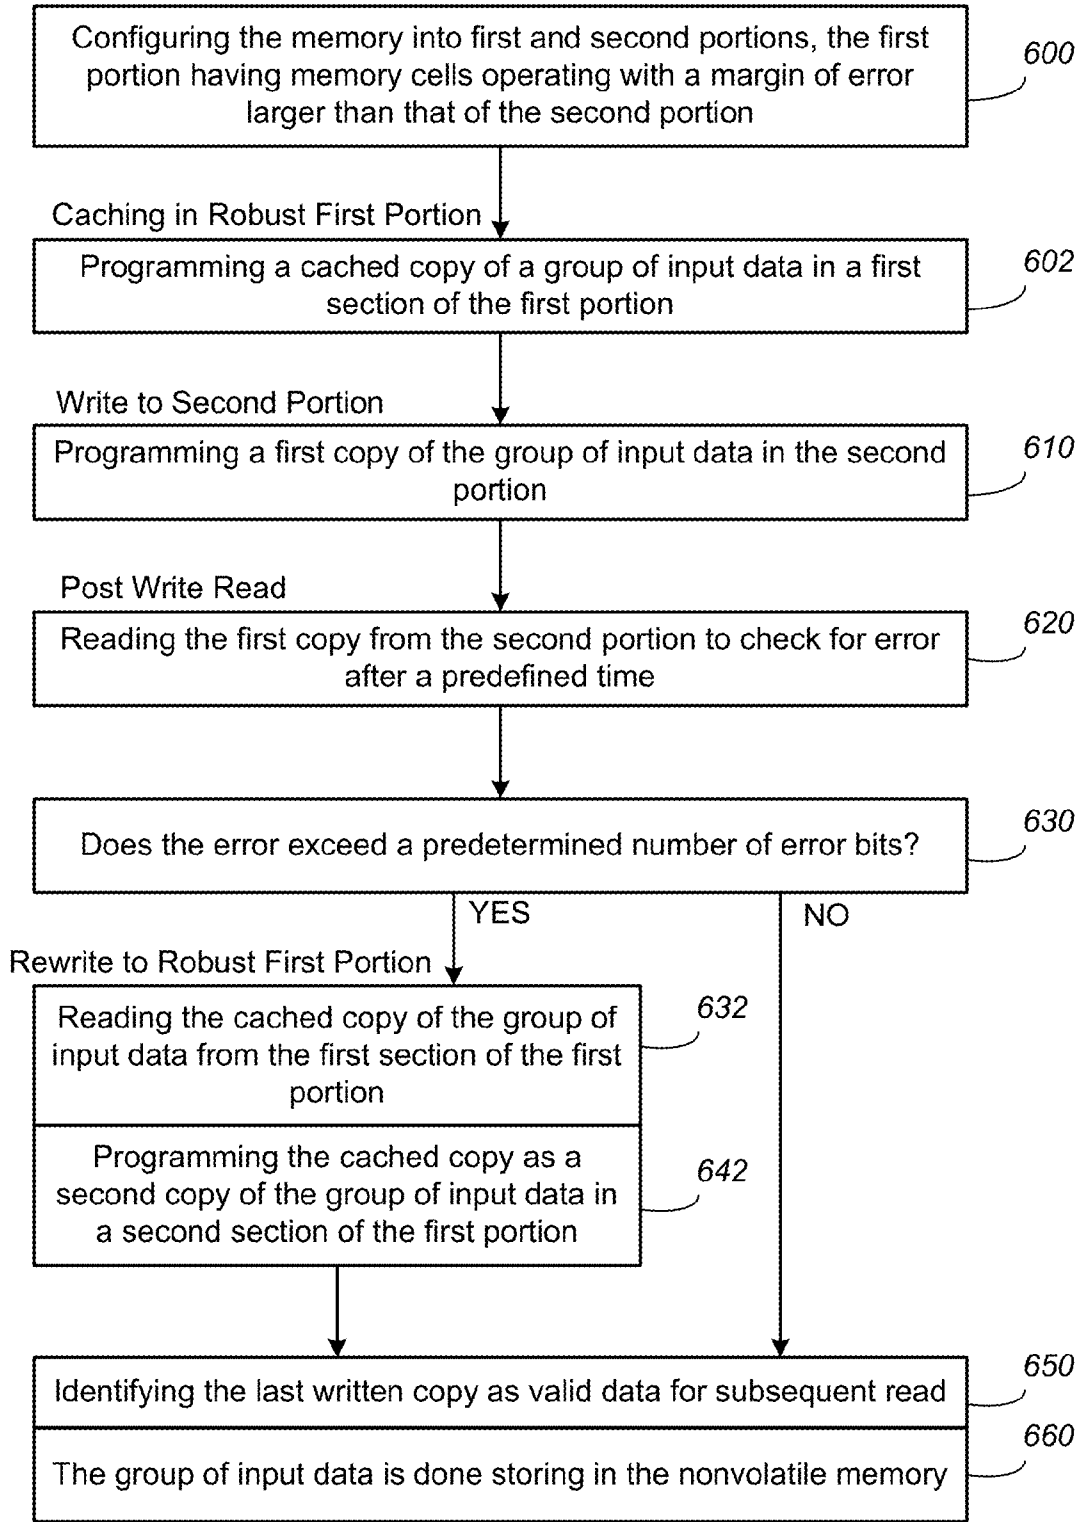 Configuring the memory into first and second portions, the first
portion having memory cells operating with a margin of error
larger than that of the second portion
600
Caching in Robust First Portion
Programming a cached copy of a group of input data in a first
section of the first portion
602
Write to Second Portion
Programming a first copy of the group of input data in the second
portion
610
Post Write Read
Reading the first copy from the second portion to check for error
after a predefined time
620
Does the error exceed a predetermined number of error bits?
630
YES
NO
Rewrite to Robust First Portion
Reading the cached copy of the group of
input data from the first section of the first
portion
632
Programming the cached copy as a
second copy of the group of input data in
a second section of the first portion
642
Identifying the last written copy as valid data for subsequent read
650
The group of input data is done storing in the nonvolatile memory
660